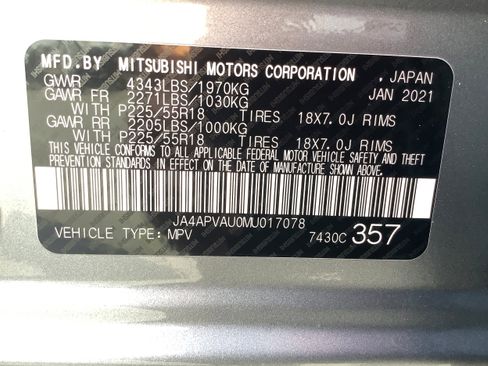 MFD.BY MITSUBISHI MOTORS CORPORATION , JAPAN
GVWR 4343LBS/1970KG JAN 2021
GAWR FR 2271LBS/1030KG
WITH P225/55R18 TIRES 18X7.0J RIMS
GAWR RR 2205LBS/1000KG
WITH P225/55R18 TIRES 18X7.0J RIMS
THIS VEHICLE CONFORMS TO ALL APPLICABLE FEDERAL MOTOR VEHICLE SAFETY AND THEFT
PREVENTION STANDARDS IN EFFECT ON THE DATE OF MANUFACTURE SHOWN ABOVE.
JA4APVAU0MU017078
VEHICLE TYPE: MPV 7430C 357